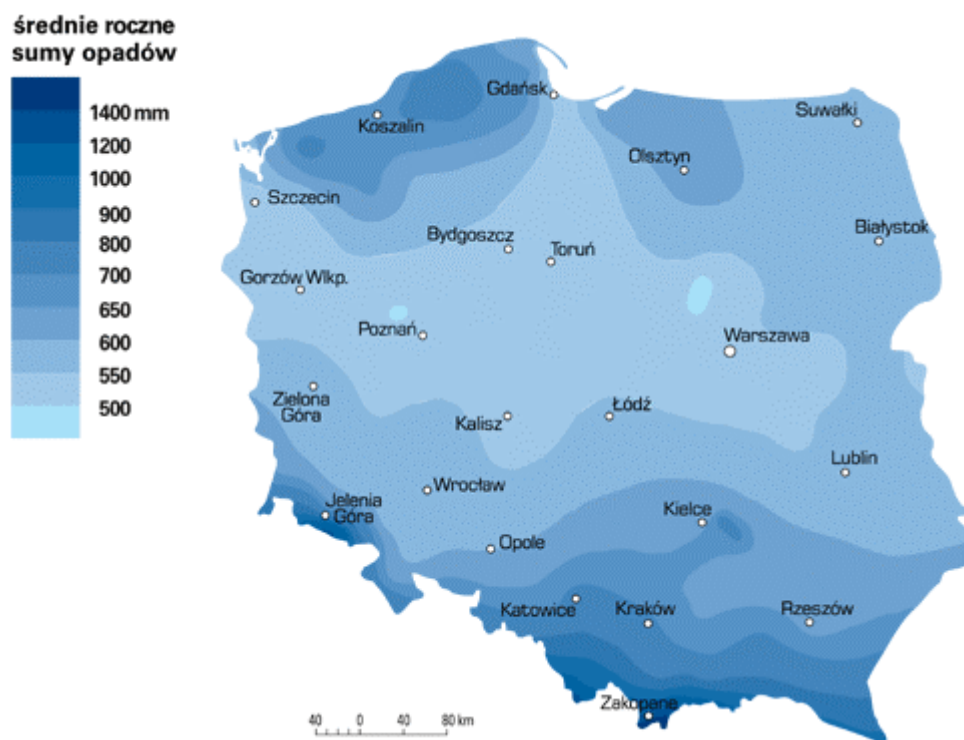 średnie roczne
sumy opadów
1400 mm
1200
1000
900
800
700
650
600
550
500
Gdańsk
Koszalin
Suwałki
Olsztyn
Szczecin
Białystok
Bydgoszcz
Toruń
Gorzów Wlkp.
Poznań
Warszawa
Zielona
Góra
Kalisz
Łódź
Lublin
Wrocław
Jelenia
Góra
Kielce
Opole
Katowice
Kraków
Rzeszów
Zakopane
40 0 40 80 km